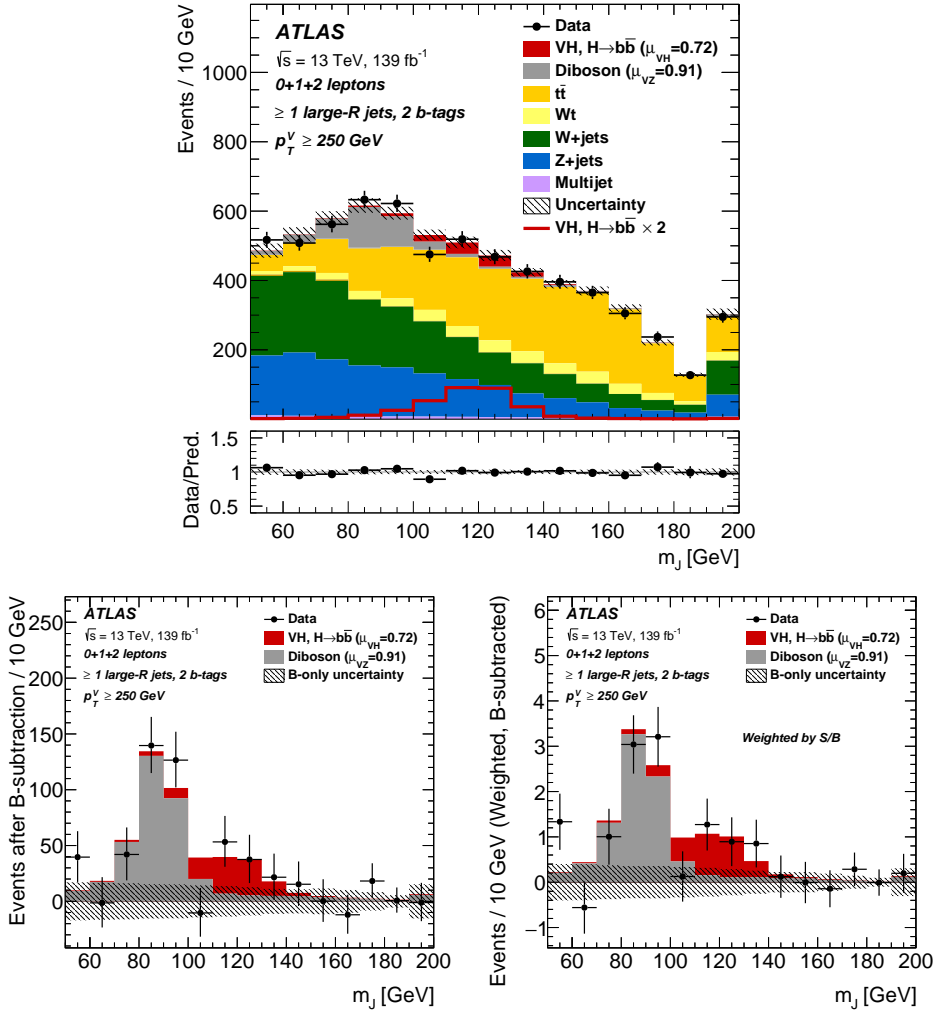 ATLAS
√s = 13 TeV, 139 fb⁻¹
0+1+2 leptons
≥ 1 large-R jets, 2 b-tags
p_T^V ≥ 250 GeV
Data
VH, H→bb̄ (μ_VH=0.72)
Diboson (μ_VZ=0.91)
tt̄
Wt
W+jets
Z+jets
Multijet
Uncertainty
VH, H→bb̄ × 2
Events / 10 GeV
1000
800
600
400
200
Data/Pred.
1.5
1
0.5
60 80 100 120 140 160 180 200
m_J [GeV]
ATLAS
√s = 13 TeV, 139 fb⁻¹
0+1+2 leptons
≥ 1 large-R jets, 2 b-tags
p_T^V ≥ 250 GeV
Data
VH, H→bb̄ (μ_VH=0.72)
Diboson (μ_VZ=0.91)
B-only uncertainty
Events after B-subtraction / 10 GeV
250
200
150
100
50
0
60 80 100 120 140 160 180 200
m_J [GeV]
ATLAS
√s = 13 TeV, 139 fb⁻¹
0+1+2 leptons
≥ 1 large-R jets, 2 b-tags
p_T^V ≥ 250 GeV
Data
VH, H→bb̄ (μ_VH=0.72)
Diboson (μ_VZ=0.91)
B-only uncertainty
Weighted by S/B
Events / 10 GeV (Weighted, B-subtracted)
6
5
4
3
2
1
0
−1
60 80 100 120 140 160 180 200
m_J [GeV]